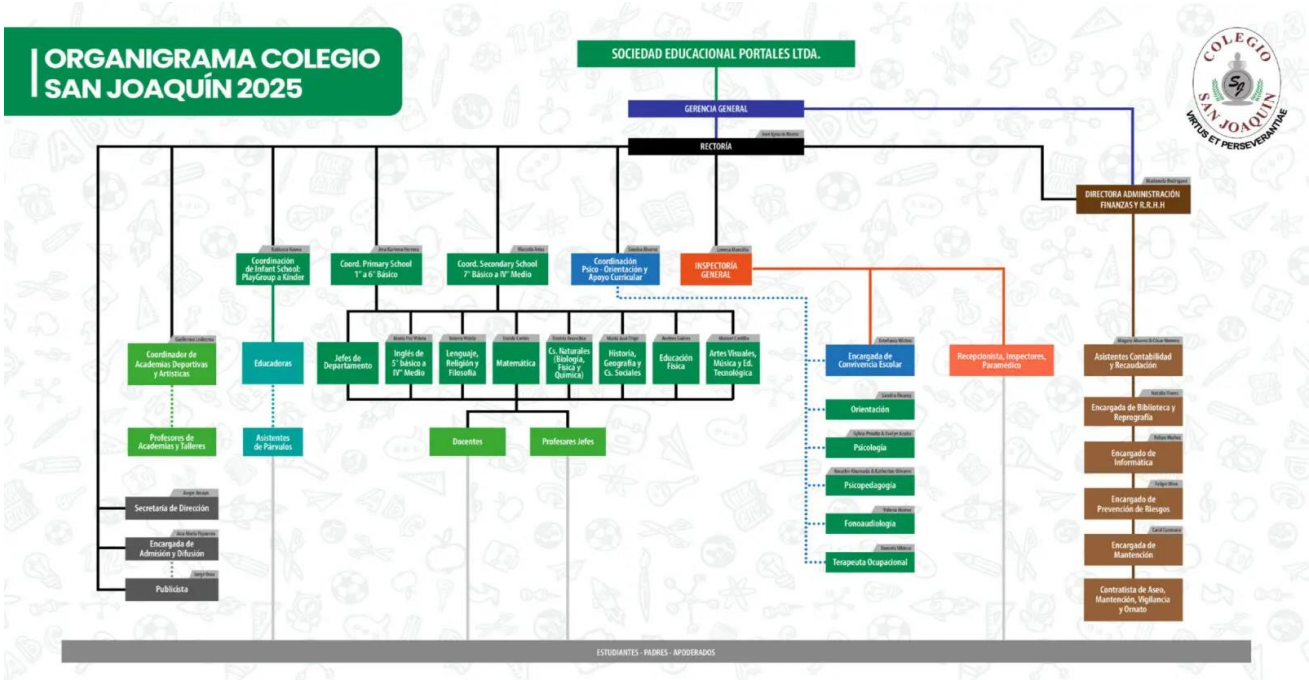 ORGANIGRAMA COLEGIO
SAN JOAQUÍN 2025
SOCIEDAD EDUCACIONAL PORTALES LTDA.
COLEGIO
SAN JOAQUIN
SJ
VIRTUS ET PERSEVERANTIAE
GERENCIA GENERAL
RECTORÍA
DIRECTORA ADMINISTRACIÓN
FINANZAS Y R.R.H.H
Coordinación
de Infant School:
PlayGroup a Kínder
Coord. Primary School
1° a 6° Básico
Coord. Secondary School
7° Básico a IV° Medio
Coordinación
Psico - Orientación y
Apoyo Curricular
INSPECTORÍA
GENERAL
Coordinador de
Academias Deportivas
y Artísticas
Educadoras
Jefes de
Departamento
Inglés de
5° básico a
IV° Medio
Lenguaje,
Religión y
Filosofía
Matemática
Cs. Naturales
(Biología,
Física y
Química)
Historia,
Geografía y
Cs. Sociales
Educación
Física
Artes Visuales,
Música y Ed.
Tecnológica
Encargada de
Convivencia Escolar
Recepcionista, Inspectores,
Paramédico
Asistentes Contabilidad
y Recaudación
Profesores de
Academias y Talleres
Asistentes
de Párvulos
Docentes
Profesares Jefes
Orientación
Psicología
Psicopedagogía
Fonoaudiología
Terapeuta Ocupacional
Encargada de Biblioteca y
Reprografía
Encargado de
Informática
Encargado de
Prevención de Riesgos
Encargada de
Mantención
Contratista de Aseo,
Mantención, Vigilancia
y Ornato
Secretaría de Dirección
Encargada de
Admisión y Difusión
Publicista
ESTUDIANTES - PADRES - APODERADOS